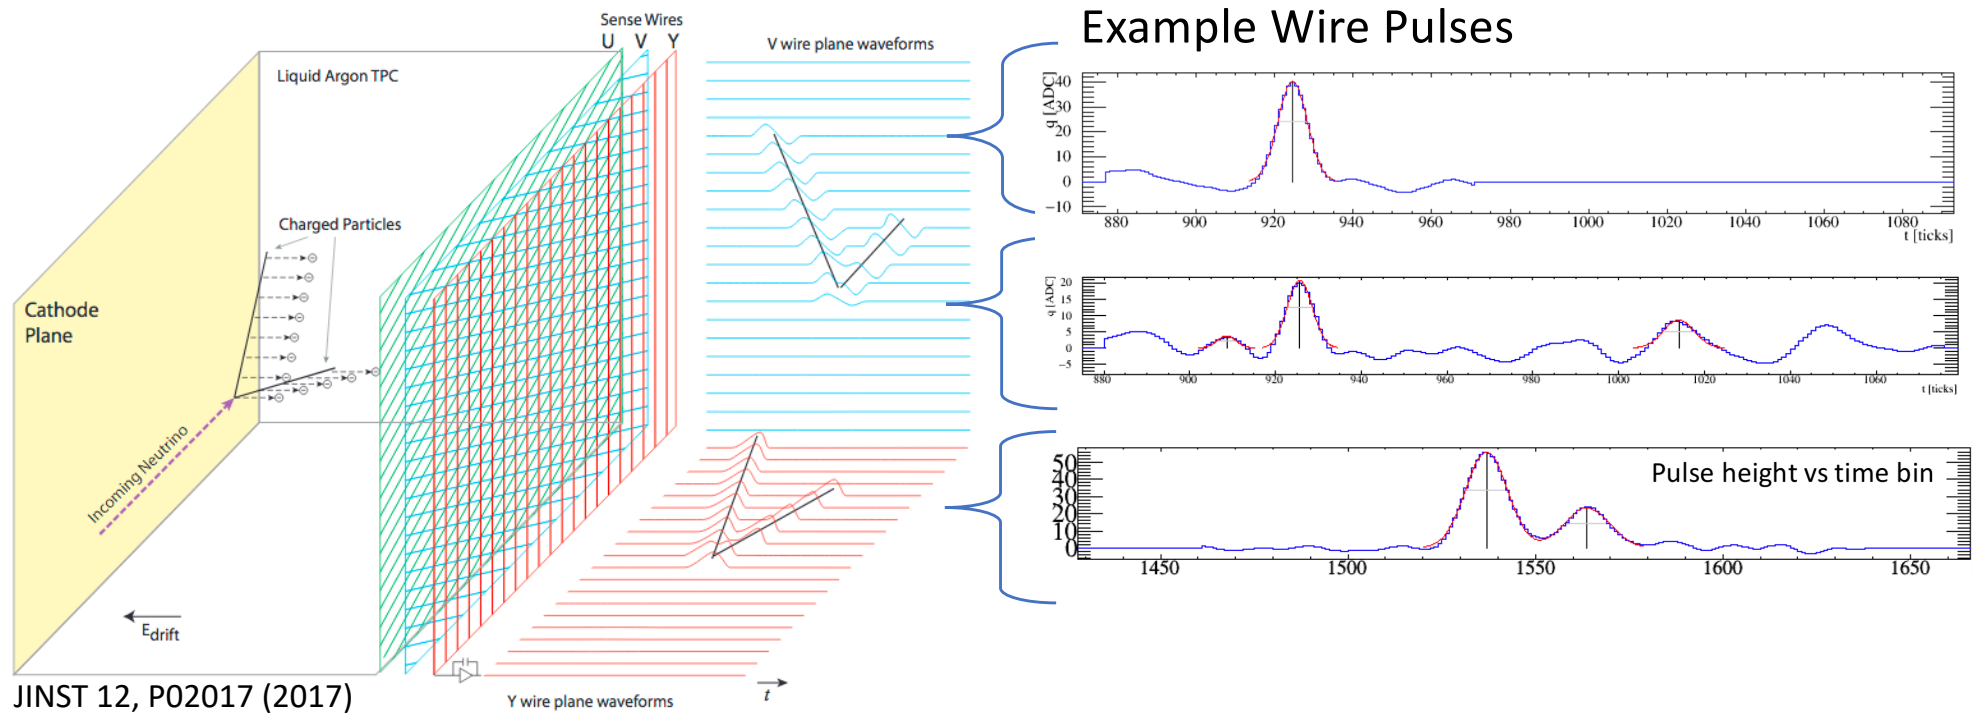 Sense Wires
U V Y
V wire plane waveforms
Example Wire Pulses
Liquid Argon TPC
Charged Particles
Cathode
Plane
Incoming Neutrino
Edrift
JINST 12, P02017 (2017)
Y wire plane waveforms
t
q [ADC]
40
30
20
10
0
−10
880 900 920 940 960 980 1000 1020 1040 1060 1080
t [ticks]
q [ADC]
20
15
10
5
0
−5
880 900 920 940 960 980 1000 1020 1040 1060
t [ticks]
Pulse height vs time bin
50
40
30
20
10
0
1450 1500 1550 1600 1650